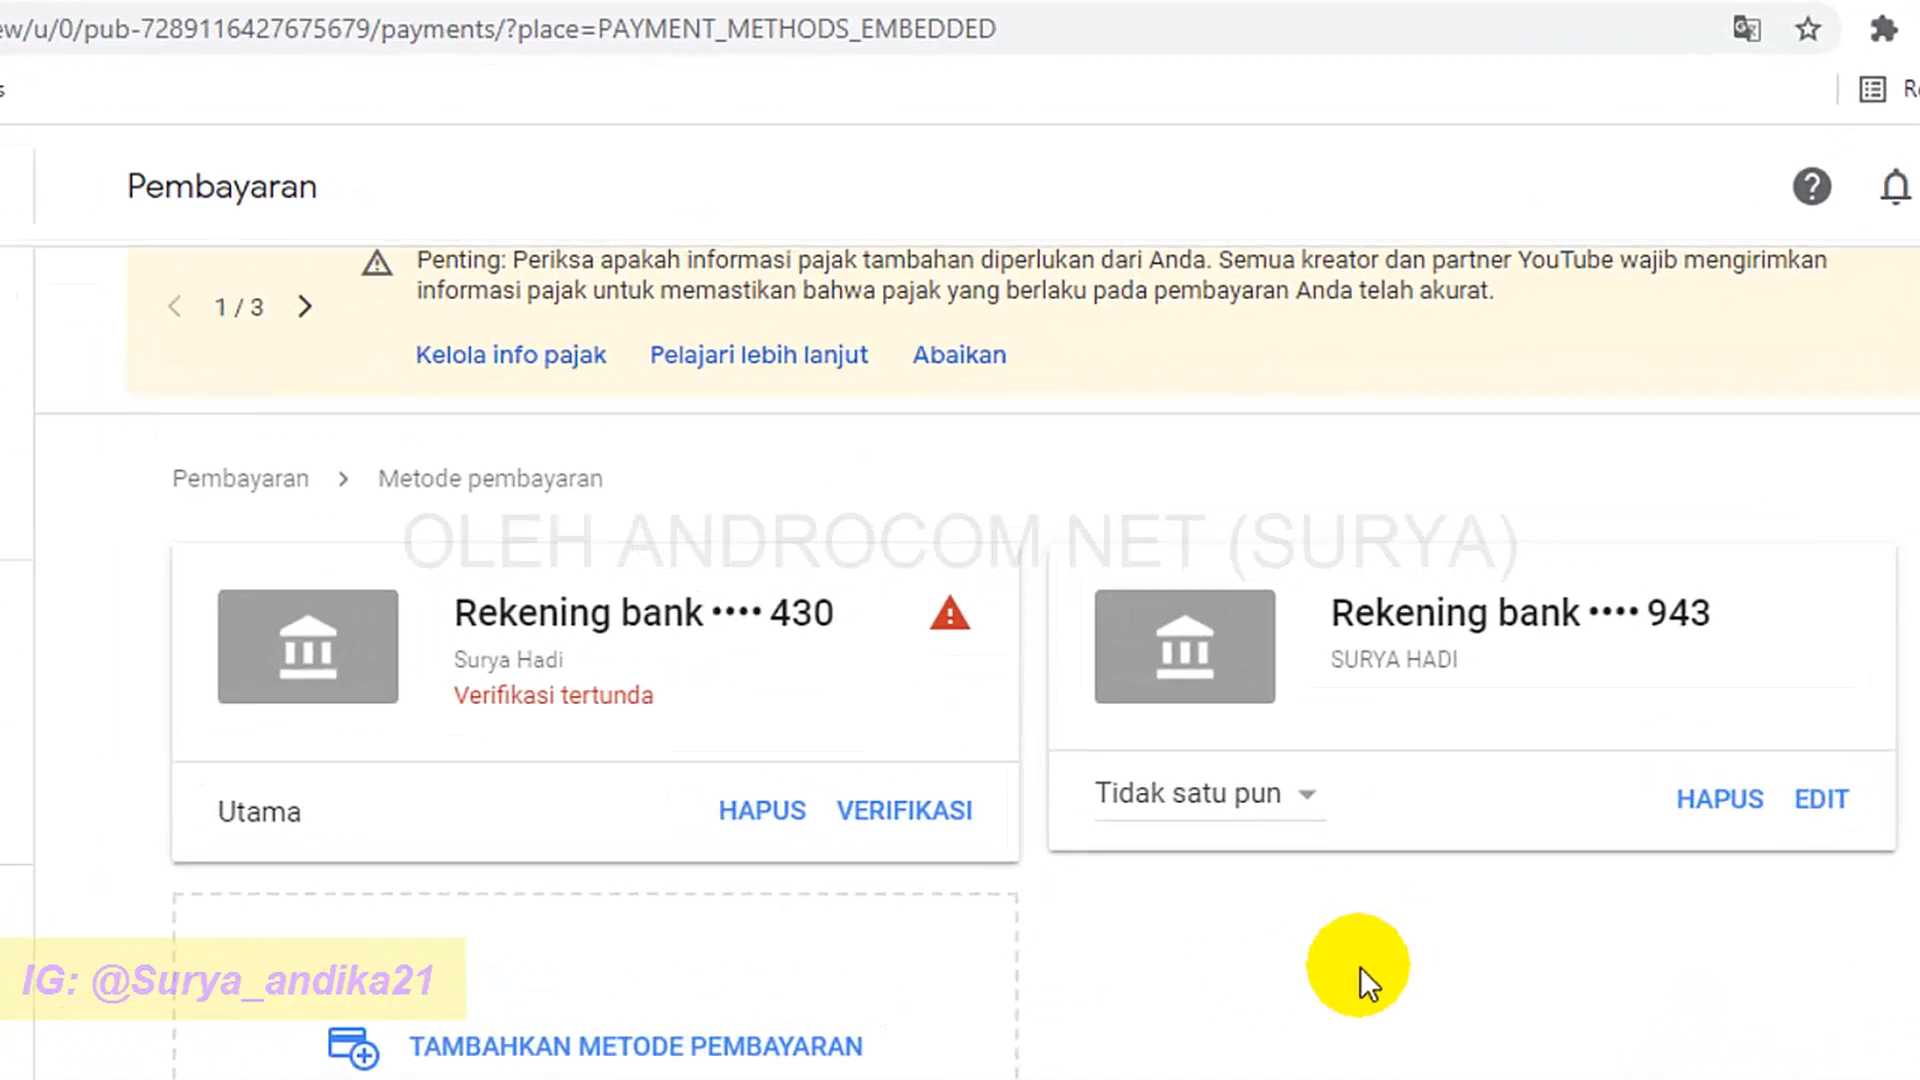 ew/u/0/pub-7289116427675679/payments/?place=PAYMENT_METHODS_EMBEDDED
Pembayaran
Penting: Periksa apakah informasi pajak tambahan diperlukan dari Anda. Semua kreator dan partner YouTube wajib mengirimkan
1 / 3
informasi pajak untuk memastikan bahwa pajak yang berlaku pada pembayaran Anda telah akurat.
Kelola info pajak Pelajari lebih lanjut Abaikan
Pembayaran > Metode pembayaran
OLEH ANDROCOM NET (SURYA)
Rekening bank •••• 430
Surya Hadi
Verifikasi tertunda
Utama HAPUS VERIFIKASI
Rekening bank •••• 943
SURYA HADI
Tidak satu pun HAPUS EDIT
IG: @Surya_andika21
TAMBAHKAN METODE PEMBAYARAN